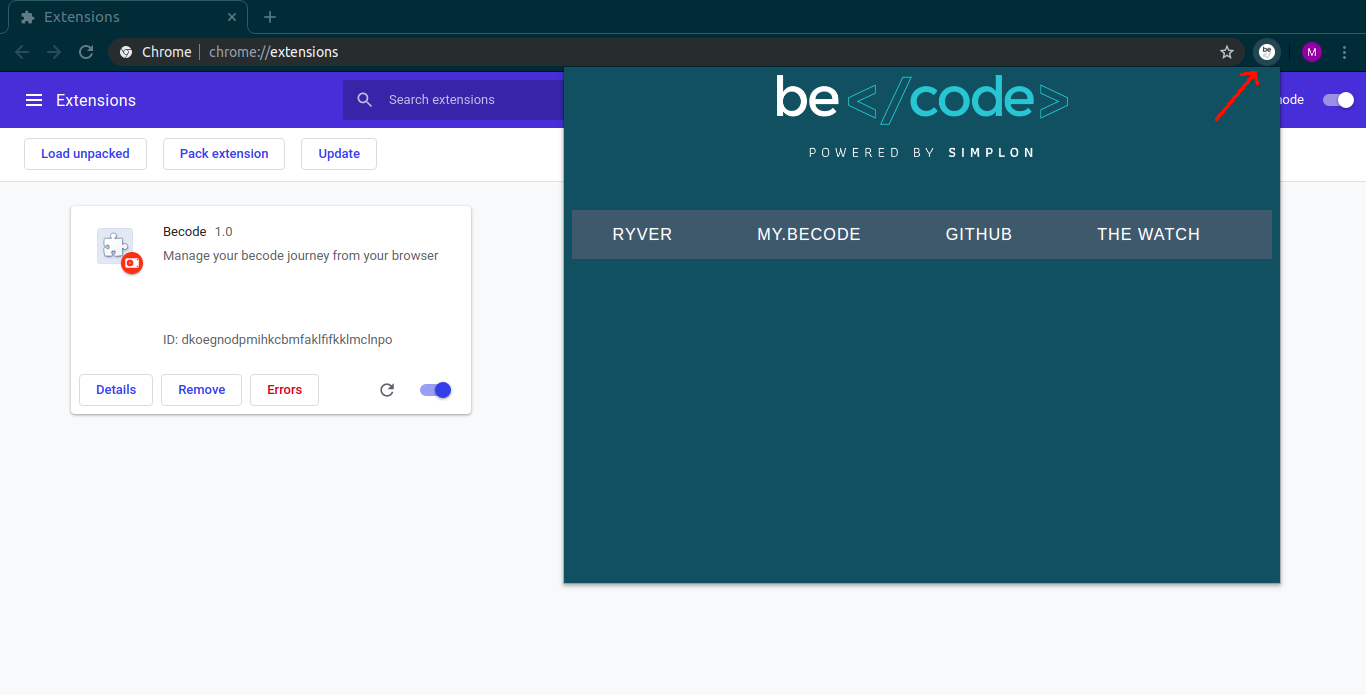 Extensions
Chrome | chrome://extensions
be
M
Extensions
Search extensions
ode
Load unpacked
Pack extension
Update
be </code>
POWERED BY SIMPLON
RYVER
MY.BECODE
GITHUB
THE WATCH
Becode 1.0
Manage your becode journey from your browser
ID: dkoegnodpmihkcbmfaklfifkklmclnpo
Details
Remove
Errors